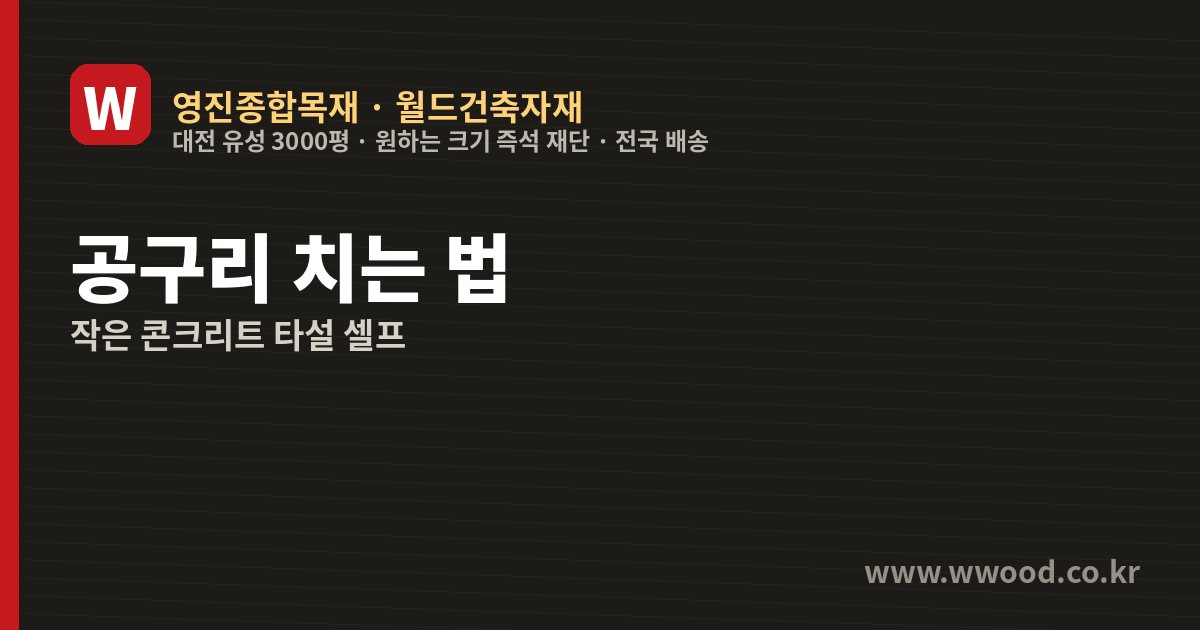 W
영진종합목재 · 월드건축자재
대전 유성 3000평 · 원하는 크기 즉석 재단 · 전국 배송
공구리 치는 법
작은 콘크리트 타설 셀프
www.wwood.co.kr